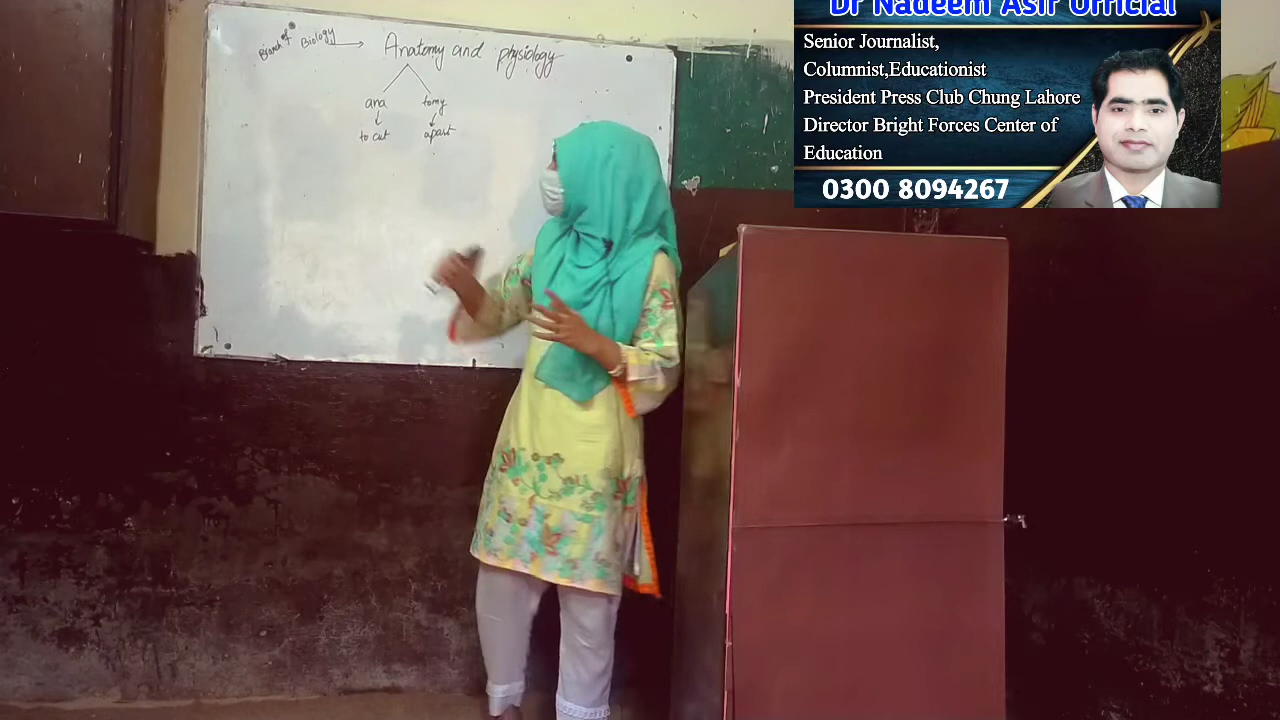 Branch of Biology → Anatomy and physiology
ana tomy
to cut apart
Dr Nadeem Asif Official
Senior Journalist,
Columnist,Educationist
President Press Club Chung Lahore
Director Bright Forces Center of
Education
0300 8094267